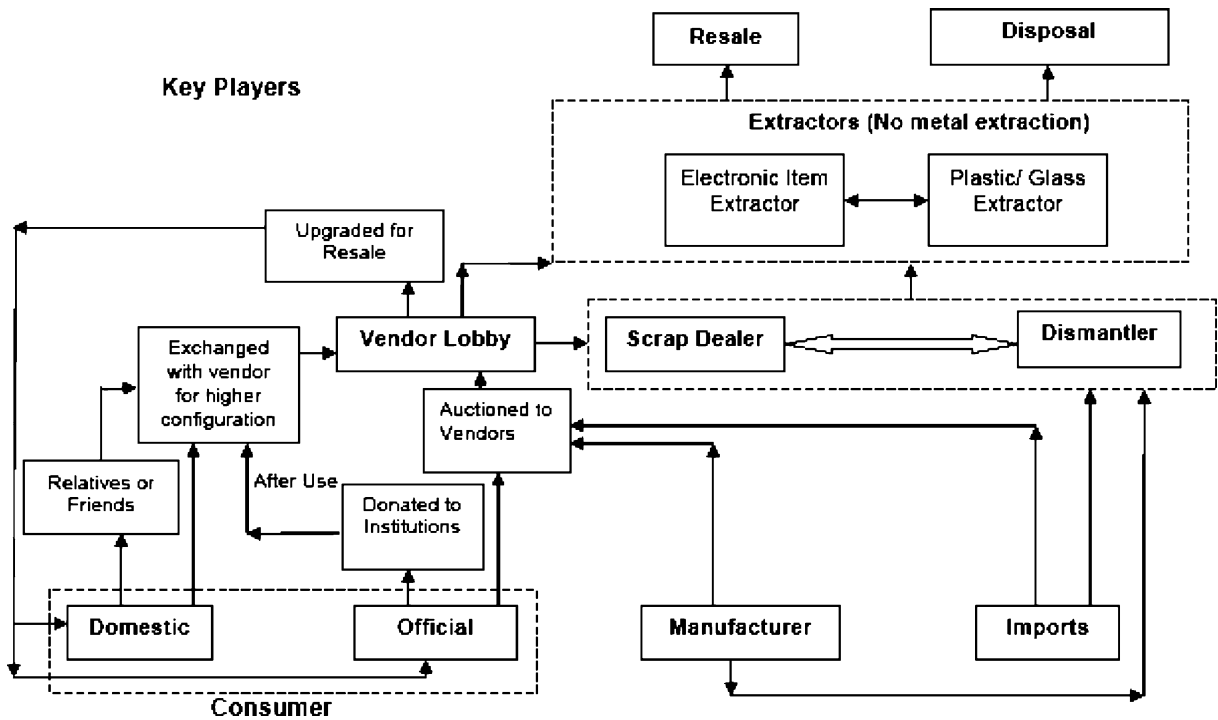 Resale
Disposal
Key Players
Extractors (No metal extraction)
Electronic Item
Extractor
Plastic/ Glass
Extractor
Upgraded for
Resale
Vendor Lobby
Scrap Dealer
Dismantler
Exchanged
with vendor
for higher
configuration
Auctioned to
Vendors
Relatives or
Friends
After Use
Donated to
Institutions
Domestic
Official
Manufacturer
Imports
Consumer